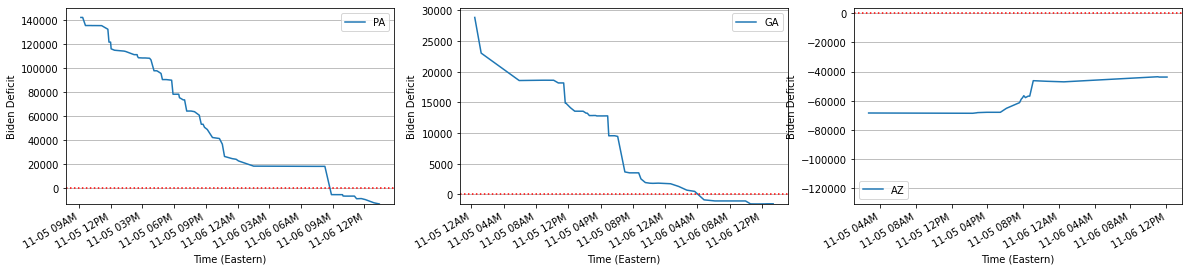 PA
140000
120000
100000
80000
60000
40000
20000
0
Biden Deficit
11-05 09AM
11-05 12PM
11-05 03PM
11-05 06PM
11-05 09PM
11-06 12AM
11-06 03AM
11-06 06AM
11-06 09AM
11-06 12PM
Time (Eastern)
GA
30000
25000
20000
15000
10000
5000
0
Biden Deficit
11-05 12AM
11-05 04AM
11-05 08AM
11-05 12PM
11-05 04PM
11-05 08PM
11-06 12AM
11-06 04AM
11-06 08AM
11-06 12PM
Time (Eastern)
0
−20000
−40000
−60000
−80000
−100000
−120000
Biden Deficit
AZ
11-05 04AM
11-05 08AM
11-05 12PM
11-05 04PM
11-05 08PM
11-06 12AM
11-06 04AM
11-06 08AM
11-06 12PM
Time (Eastern)